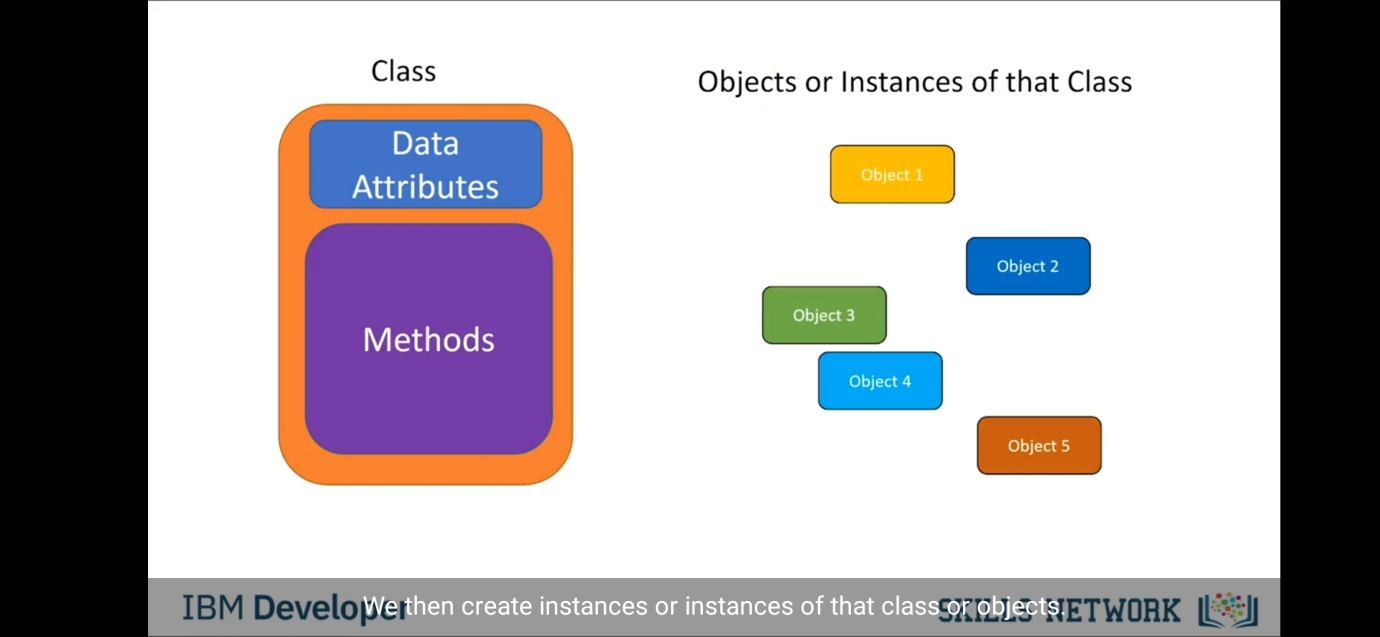 Class
Data
Attributes
Methods
Objects or Instances of that Class
Object 1
Object 2
Object 3
Object 4
Object 5
IBM Developer
We then create instances or instances of that class or objects.
SKILLS NETWORK